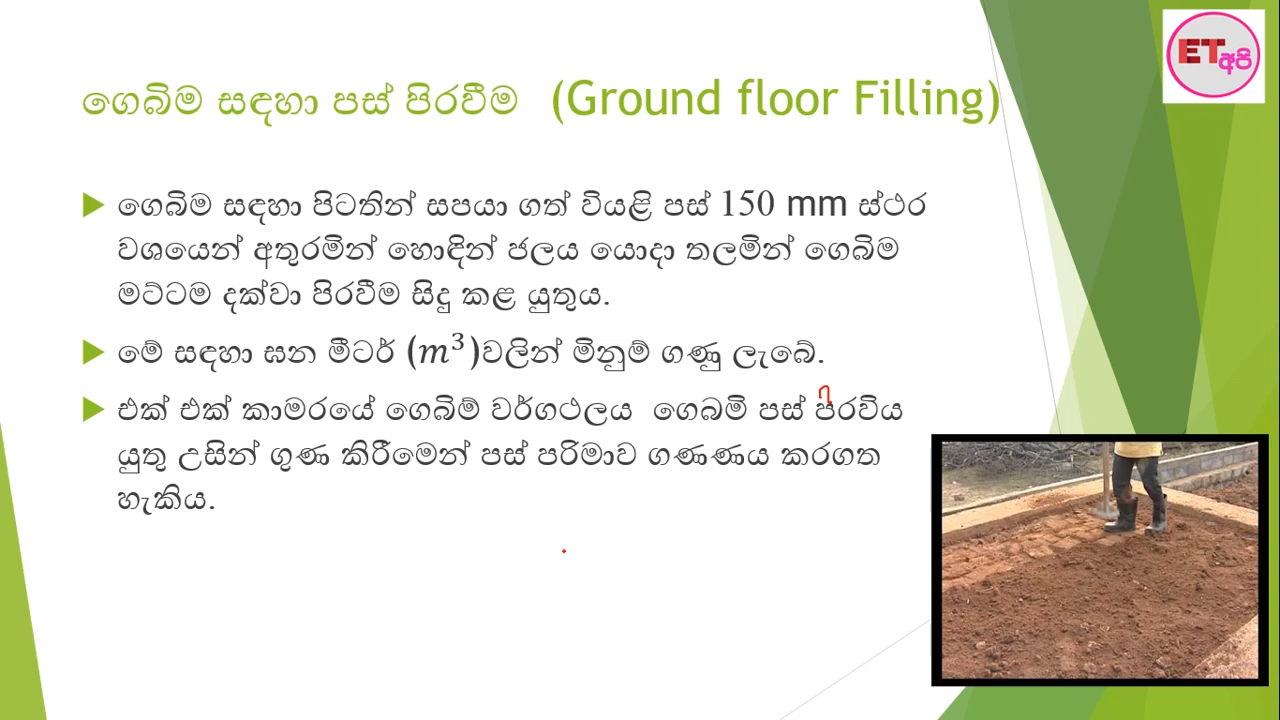 ET
අපි
ගෙබිම සඳහා පස් පිරවීම (Ground floor Filling)
ගෙබිම සඳහා පිටතින් සපයා ගත් වියළි පස් 150 mm ස්ථර
වශයෙන් අතුරමින් හොඳින් ජලය යොදා තලමින් ගෙබිම
මට්ටම දක්වා පිරවීම සිදු කළ යුතුය.
මේ සඳහා ඝන මීටර් (m³)වලින් මිනුම් ගණු ලැබේ.
එක් එක් කාමරයේ ගෙබිම් වර්ගඵලය ගෙබමි පස් පිරවිය
යුතු උසින් ගුණ කිරීමෙන් පස් පරිමාව ගණණය කරගත
හැකිය.